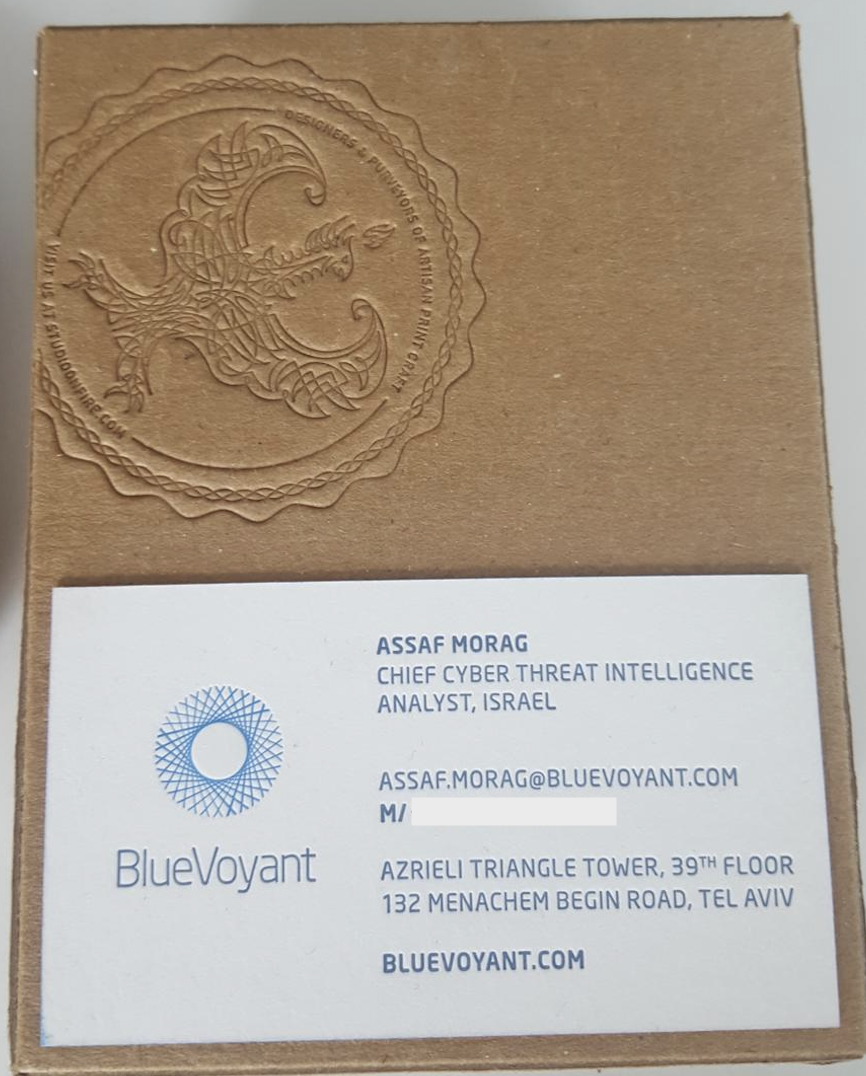 DESIGNERS & PURVEYORS OF ARTISAN PRINT CRAFT
VISIT US AT STUDIOONFIRE.COM
BlueVoyant
ASSAF MORAG
CHIEF CYBER THREAT INTELLIGENCE
ANALYST, ISRAEL
ASSAF.MORAG@BLUEVOYANT.COM
M/
AZRIELI TRIANGLE TOWER, 39TH FLOOR
132 MENACHEM BEGIN ROAD, TEL AVIV
BLUEVOYANT.COM